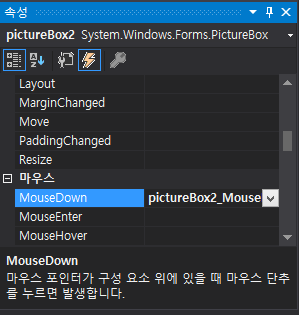 속성
pictureBox2 System.Windows.Forms.PictureBox
Layout
MarginChanged
Move
PaddingChanged
Resize
마우스
MouseDown pictureBox2_Mouse
MouseEnter
MouseHover
MouseDown
마우스 포인터가 구성 요소 위에 있을 때 마우스 단추
를 누르면 발생합니다.